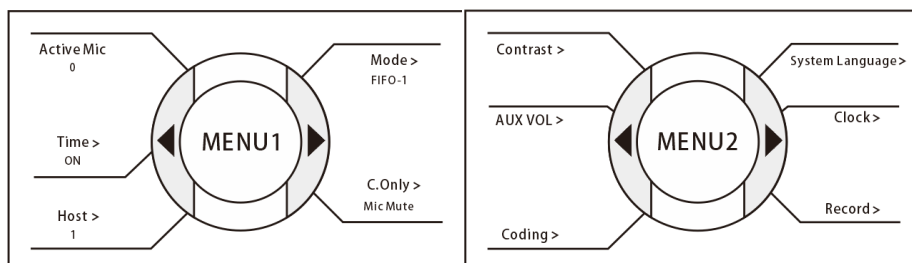 Active Mic
0
Time >
ON
Host >
1
MENU1
Mode >
FIFO-1
C.Only >
Mic Mute
Contrast >
AUX VOL >
Coding >
MENU2
System Language>
Clock>
Record>